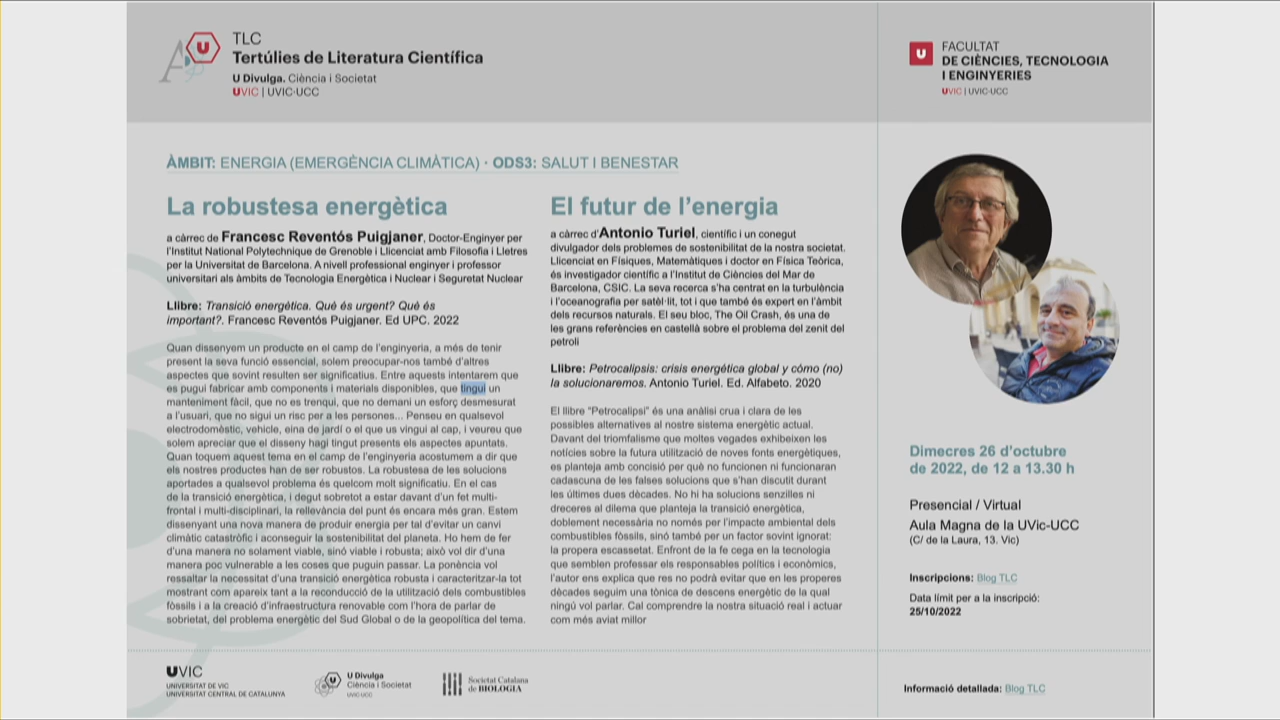 TLC
Tertúlies de Literatura Científica
U Divulga. Ciència i Societat
UVIC | UVIC·UCC
FACULTAT
DE CIÈNCIES, TECNOLOGIA
I ENGINYERIES
UVIC | UVIC·UCC
ÀMBIT: ENERGIA (EMERGÈNCIA CLIMÀTICA) · ODS3: SALUT I BENESTAR
La robustesa energètica
a càrrec de Francesc Reventós Puigjaner, Doctor-Enginyer per
l'Institut National Polytechnique de Grenoble i Llicenciat amb Filosofia i Lletres
per la Universitat de Barcelona. A nivell professional enginyer i professor
universitari als àmbits de Tecnologia Energètica i Nuclear i Seguretat Nuclear
Llibre: Transició energètica. Què és urgent? Què és
important?. Francesc Reventós Puigjaner. Ed UPC. 2022
Quan dissenyem un producte en el camp de l'enginyeria, a més de tenir
present la seva funció essencial, solem preocupar-nos també d'altres
aspectes que sovint resulten ser significatius. Entre aquests intentarem que
es pugui fabricar amb components i materials disponibles, que tingui un
manteniment fàcil, que no es trenqui, que no demani un esforç desmesurat
a l'usuari, que no sigui un risc per a les persones... Penseu en qualsevol
electrodomèstic, vehicle, eina de jardí o el que us vingui al cap, i veureu que
solem apreciar que el disseny hagi tingut presents els aspectes apuntats.
Quan toquem aquest tema en el camp de l'enginyeria acostumem a dir que
els nostres productes han de ser robustos. La robustesa de les solucions
aportades a qualsevol problema és quelcom molt significatiu. En el cas
de la transició energètica, i degut sobretot a estar davant d'un fet multi-
frontal i multi-disciplinari, la rellevància del punt és encara més gran. Estem
dissenyant una nova manera de produir energia per tal d'evitar un canvi
climàtic catastròfic i aconseguir la sostenibilitat del planeta. Ho hem de fer
d'una manera no solament viable, sinó viable i robusta; això vol dir d'una
manera poc vulnerable a les coses que puguin passar. La ponència vol
ressaltar la necessitat d'una transició energètica robusta i caracteritzar-la tot
mostrant com apareix tant a la reconducció de la utilització dels combustibles
fòssils i a la creació d'infraestructura renovable com l'hora de parlar de
sobrietat, del problema energètic del Sud Global o de la geopolítica del tema.
El futur de l'energia
a càrrec d'Antonio Turiel, científic i un conegut
divulgador dels problemes de sostenibilitat de la nostra societat.
Llicenciat en Físiques, Matemàtiques i doctor en Física Teòrica,
és investigador científic a l'Institut de Ciències del Mar de
Barcelona, CSIC. La seva recerca s'ha centrat en la turbulència
i l'oceanografia per satèl·lit, tot i que també és expert en l'àmbit
dels recursos naturals. El seu bloc, The Oil Crash, és una de
les grans referències en castellà sobre el problema del zenit del
petroli
Llibre: Petrocalipsis: crisis energética global y cómo (no)
la solucionaremos. Antonio Turiel. Ed. Alfabeto. 2020
El llibre "Petrocalipsi" és una anàlisi crua i clara de les
possibles alternatives al nostre sistema energètic actual.
Davant del triomfalisme que moltes vegades exhibeixen les
notícies sobre la futura utilització de noves fonts energètiques,
es planteja amb concisió per què no funcionen ni funcionaran
cadascuna de les falses solucions que s'han discutit durant
les últimes dues dècades. No hi ha solucions senzilles ni
dreceres al dilema que planteja la transició energètica,
doblement necessària no només per l'impacte ambiental dels
combustibles fòssils, sinó també per un factor sovint ignorat:
la propera escassetat. Enfront de la fe cega en la tecnologia
que semblen professar els responsables polítics i econòmics,
l'autor ens explica que res no podrà evitar que en les properes
dècades seguim una tònica de descens energètic de la qual
ningú vol parlar. Cal comprendre la nostra situació real i actuar
com més aviat millor
Dimecres 26 d'octubre
de 2022, de 12 a 13.30 h
Presencial / Virtual
Aula Magna de la UVic-UCC
(C/ de la Laura, 13. Vic)
Inscripcions: Blog TLC
Data límit per a la inscripció:
25/10/2022
UVIC
UNIVERSITAT DE VIC
UNIVERSITAT CENTRAL DE CATALUNYA
U Divulga
Ciència i Societat
UVIC·UCC
Societat Catalana
de BIOLOGIA
Informació detallada: Blog TLC